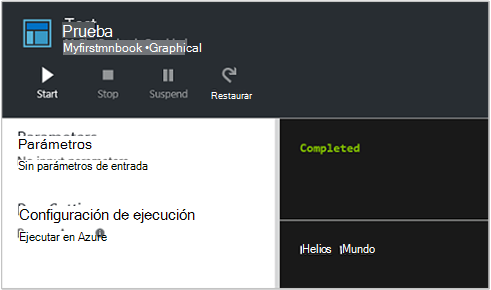 Prueba
Myfirstmnbook •Graphical
Start Stop Suspend Restaurar
Parámetros
Sin parámetros de entrada
Configuración de ejecución
Ejecutar en Azure
Completed
Helios Mundo